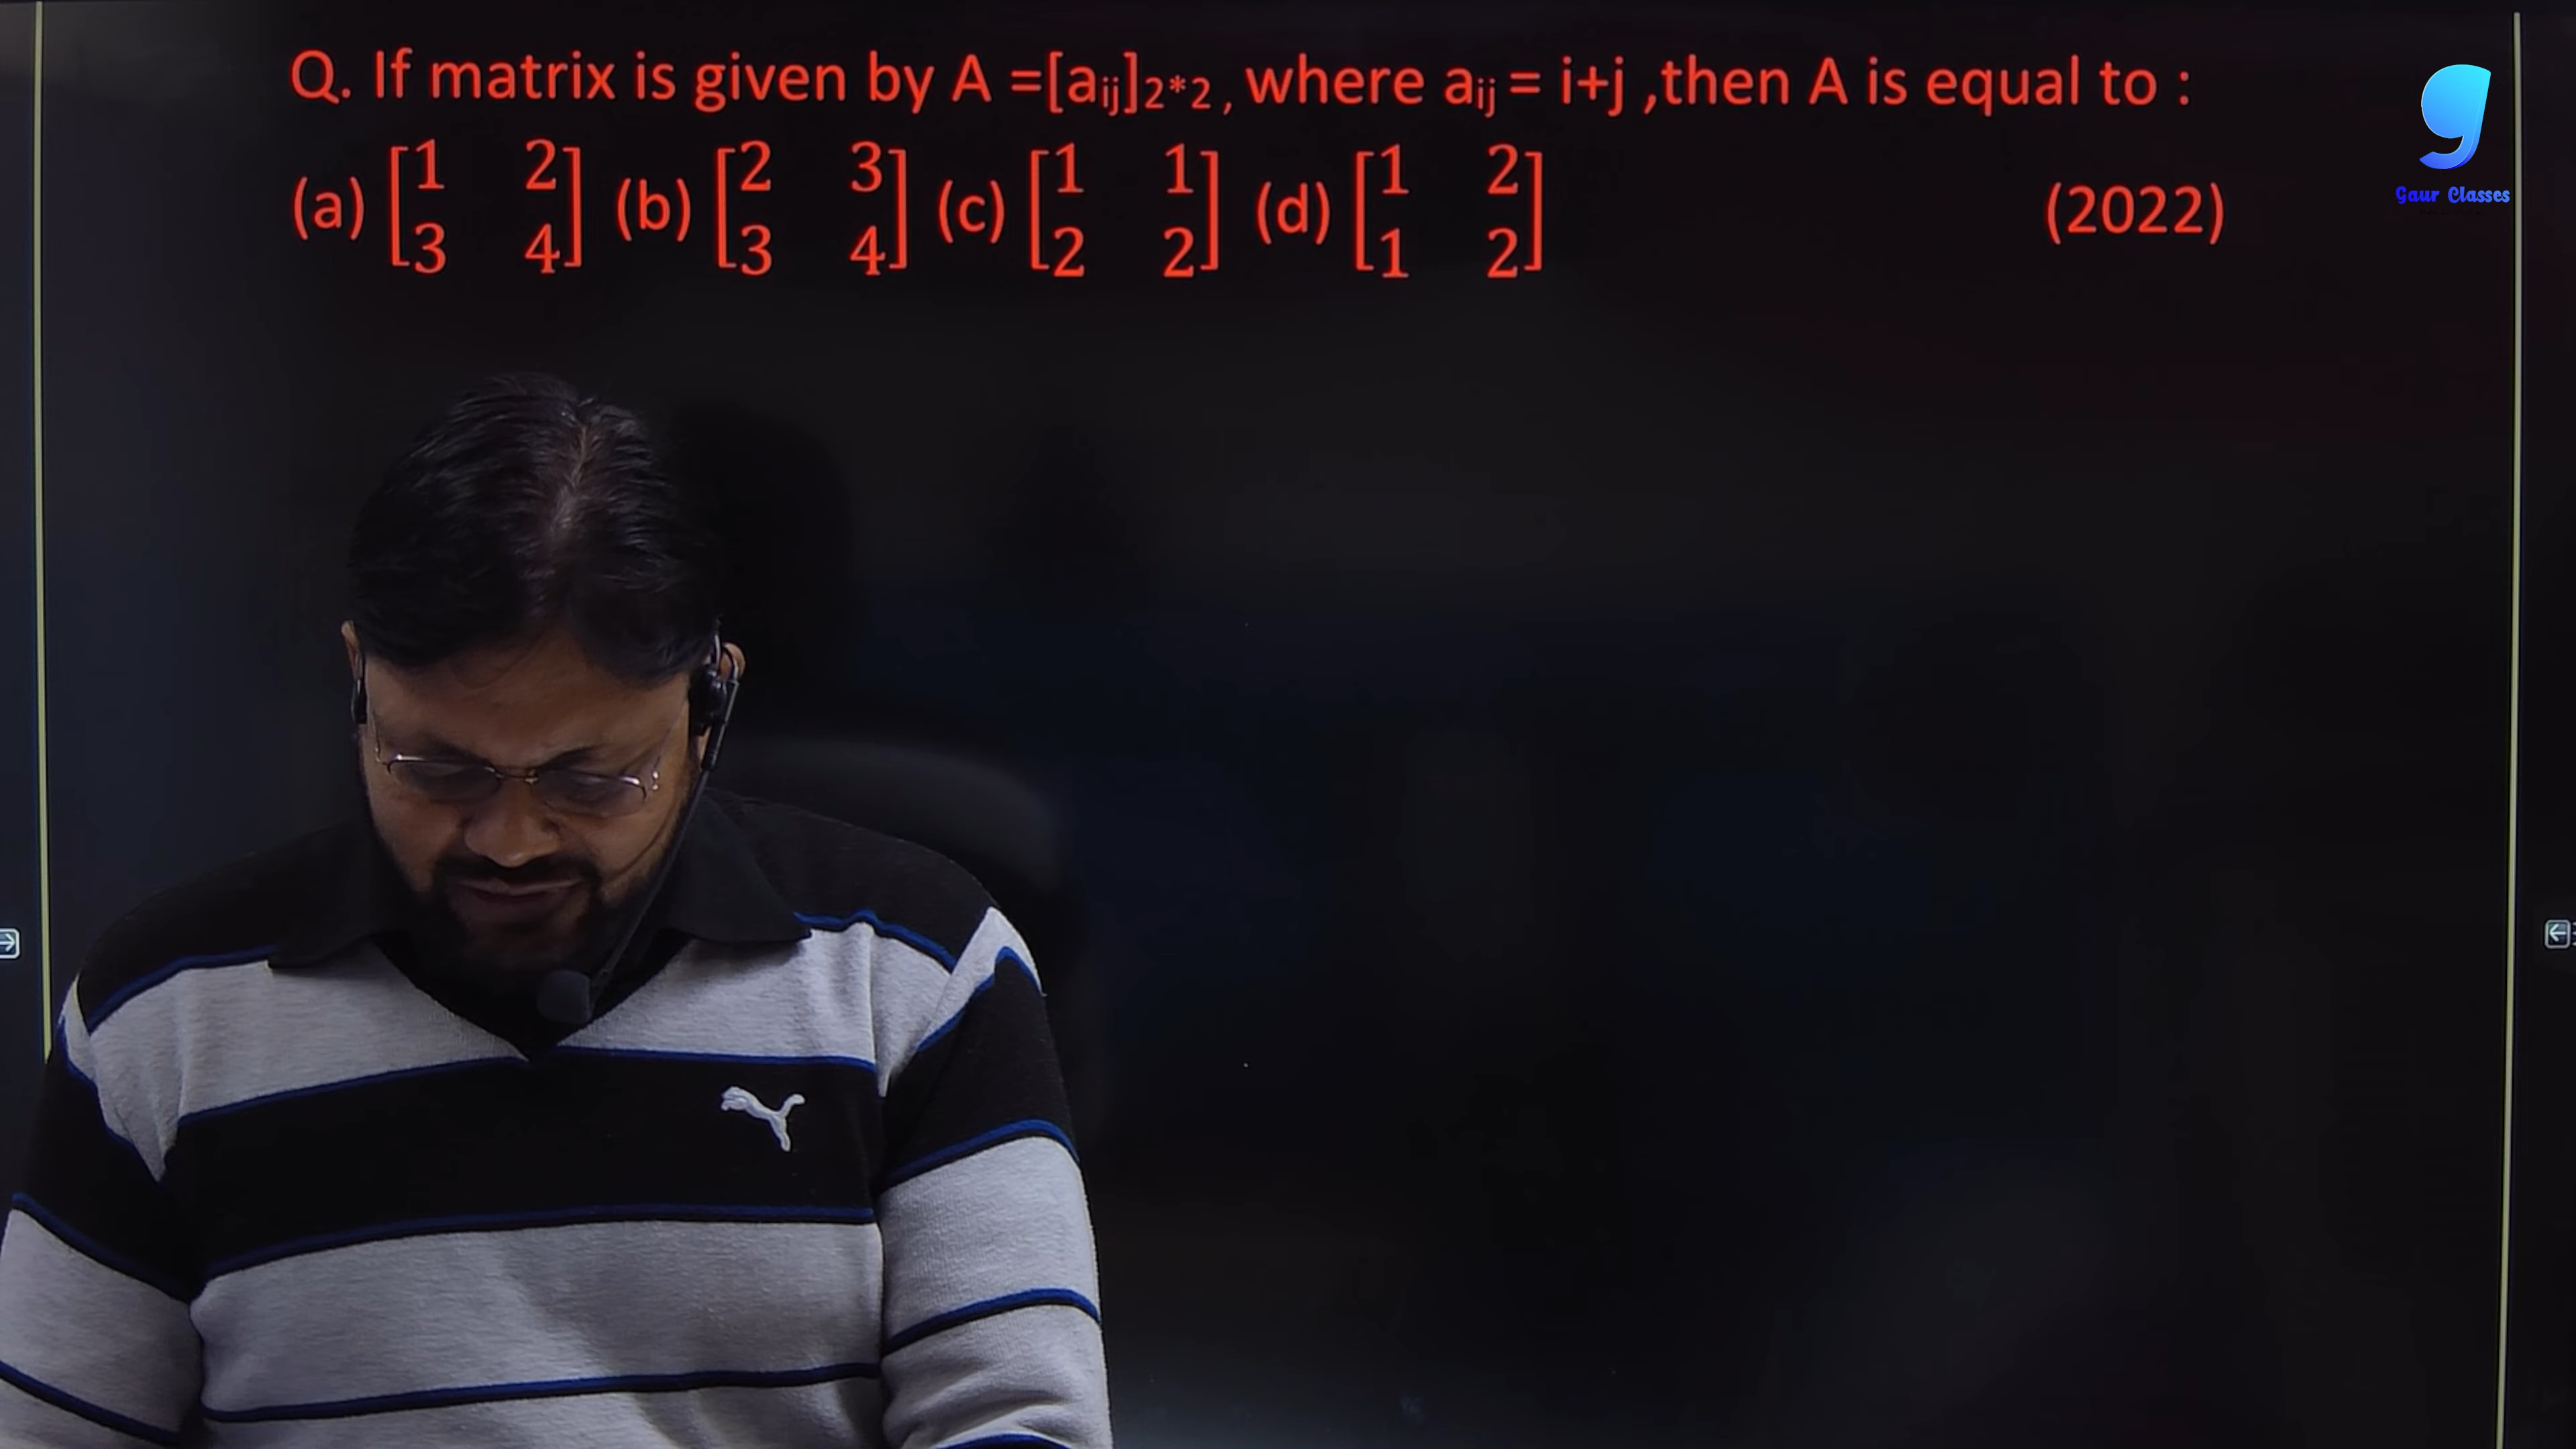 Q. If matrix is given by A =[aij]2*2 , where aij = i+j ,then A is equal to :
(a) [1 2 3 4] (b) [2 3 3 4] (c) [1 1 2 2] (d) [1 2 1 2] (2022)
Gaur Classes